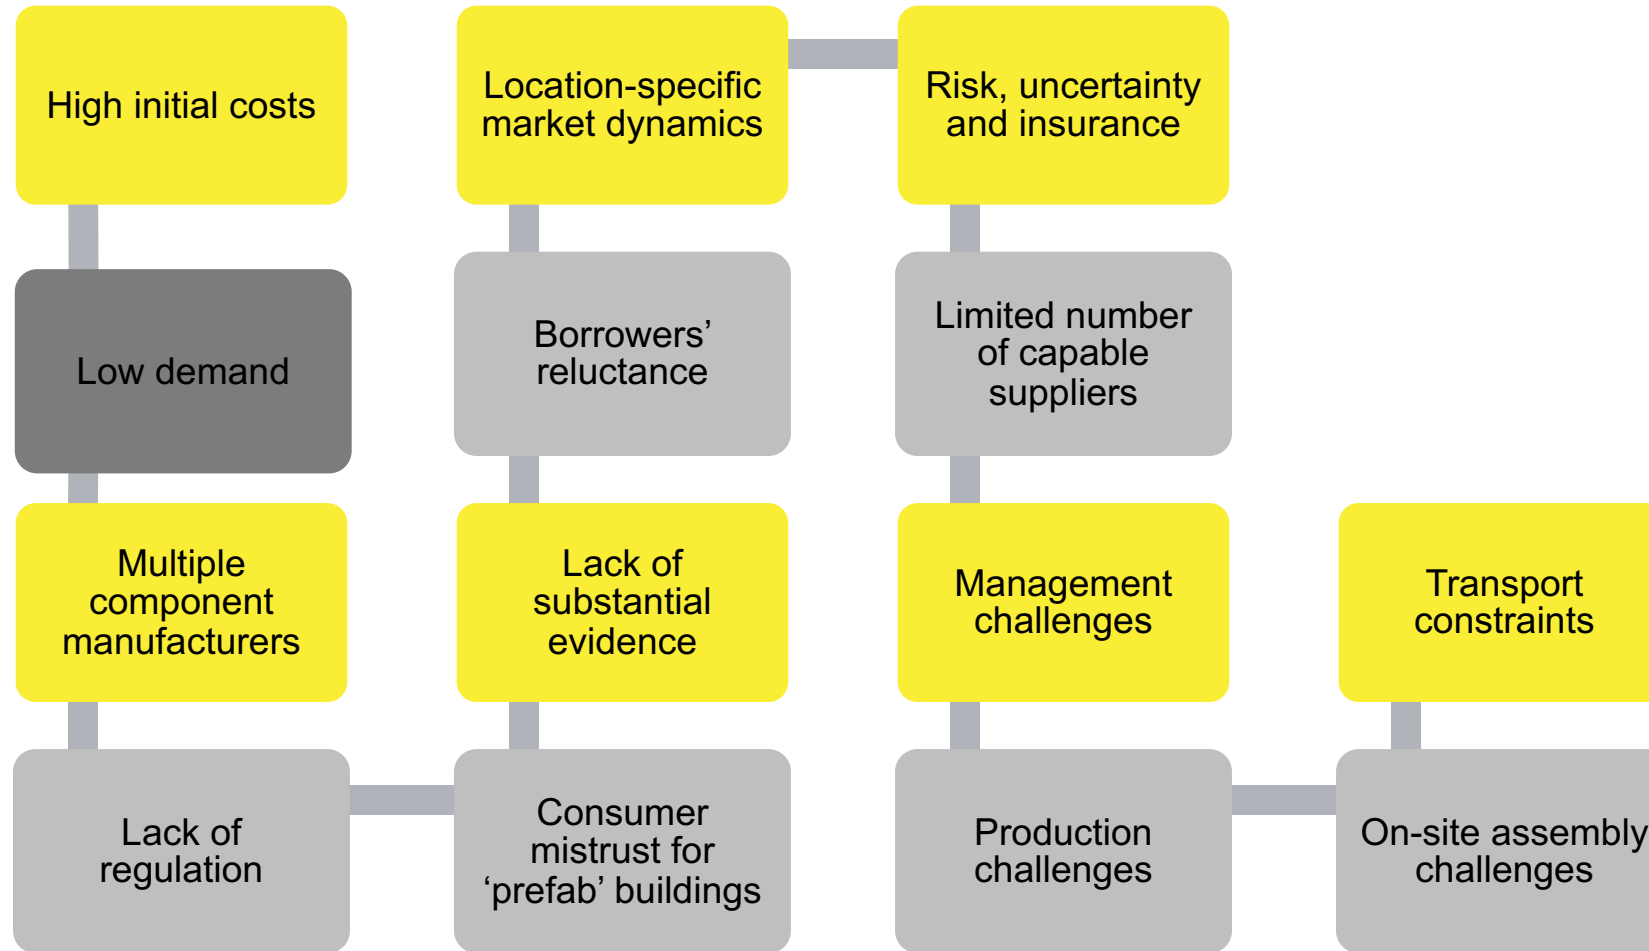 High initial costs
Low demand
Multiple
component
manufacturers
Lack of
regulation
Consumer
mistrust for
‘prefab’ buildings
Lack of
substantial
evidence
Borrowers’
reluctance
Location-specific
market dynamics
Risk, uncertainty
and insurance
Limited number
of capable
suppliers
Management
challenges
Production
challenges
On-site assembly
challenges
Transport
constraints